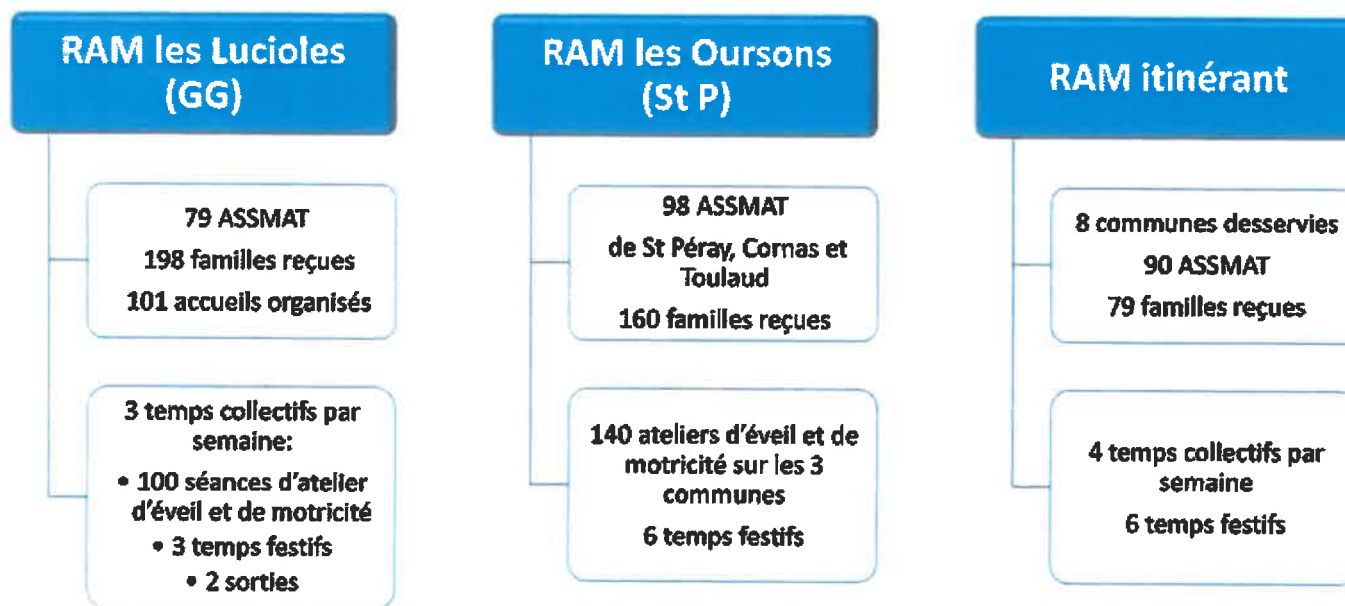 RAM les Lucioles
(GG)
79 ASSMAT
198 familles reçues
101 accueils organisés
3 temps collectifs par
semaine:
• 100 séances d'atelier
d'éveil et de motricité
• 3 temps festifs
• 2 sorties
RAM les Oursons
(St P)
98 ASSMAT
de St Péray, Cornas et
Toulaud
160 familles reçues
140 ateliers d'éveil et de
motricité sur les 3
communes
6 temps festifs
RAM itinérant
8 communes desservies
90 ASSMAT
79 familles reçues
4 temps collectifs par
semaine
6 temps festifs